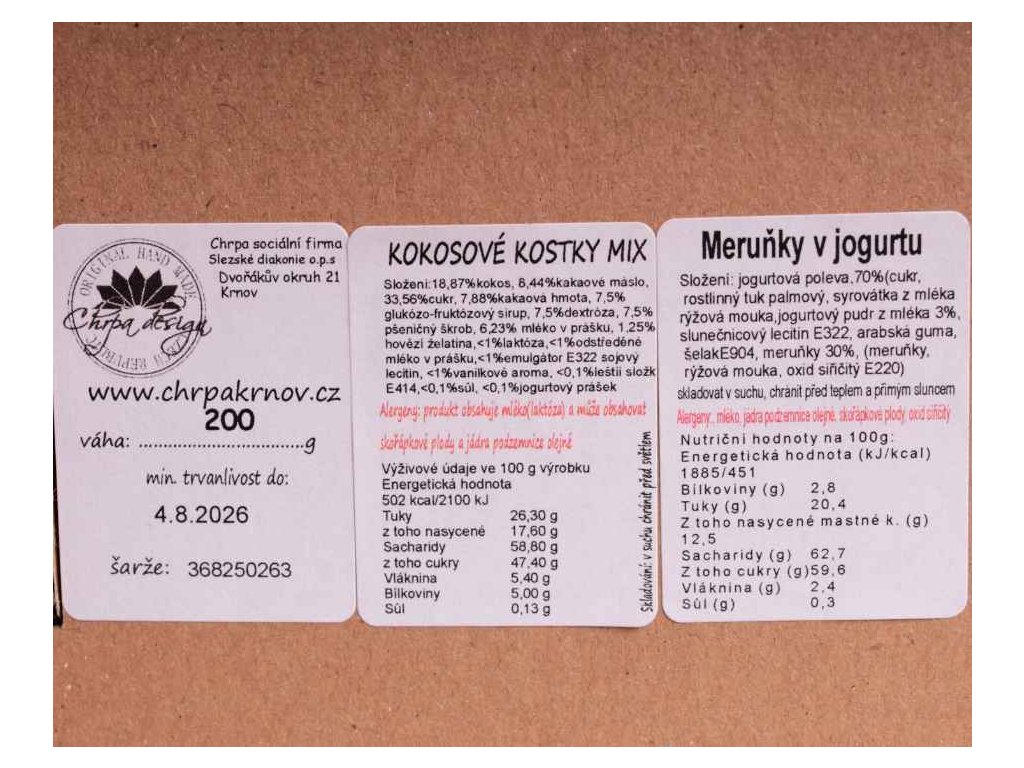 ORIGINAL HAND MADE
Chrpa design
CZECH REPUBLIC
Chrpa sociální firma
Slezské diakonie o.p.s
Dvořákův okruh 21
Krnov
www.chrpakrnov.cz
200
váha: ................................g
min. trvanlivost do:
4.8.2026
šarže: 368250263
KOKOSOVÉ KOSTKY MIX
Složení:18,87%kokos, 8,44%kakaové máslo,
33,56%cukr, 7,88%kakaová hmota, 7,5%
glukózo-fruktózový sirup, 7,5%dextróza, 7,5%
pšeničný škrob, 6,23% mléko v prášku, 1,25%
hovězí želatina,<1%laktóza,<1%odstředěné
mléko v prášku,<1%emulgátor E322 sojový
lecitin, <1%vanilkové aroma, <0,1%leštíí složk
E414,<0,1%sůl, <0,1%jogurtový prášek
Alergeny: produkt obsahuje mléko(laktóza) a může obsahovat
skořápkové plody a jádra podzemnice olejné
Výživové údaje ve 100 g výrobku
Energetická hodnota
502 kcal/2100 kJ
Tuky 26,30 g
z toho nasycené 17,60 g
Sacharidy 58,80 g
z toho cukry 47,40 g
Vláknina 5,40 g
Bílkoviny 5,00 g
Sůl 0,13 g
Skladování: v suchu chránit před světlem
Meruňky v jogurtu
Složení: jogurtová poleva,70%(cukr,
rostlinný tuk palmový, syrovátka z mléka
rýžová mouka,jogurtový pudr z mléka 3%,
slunečnicový lecitin E322, arabská guma,
šelakE904, meruňky 30%, (meruňky,
rýžová mouka, oxid siřičitý E220)
skladovat v suchu, chránit před teplem a přímým sluncem
Alergeny:, mléko, jádra podzemnice olejné, skořápkové plody, oxid siřičitý
Nutriční hodnoty na 100g:
Energetická hodnota (kJ/kcal)
1885/451
Bílkoviny (g) 2,8
Tuky (g) 20,4
Z toho nasycené mastné k. (g)
12,5
Sacharidy (g) 62,7
Z toho cukry (g)59,6
Vláknina (g) 2,4
Sůl (g) 0,3